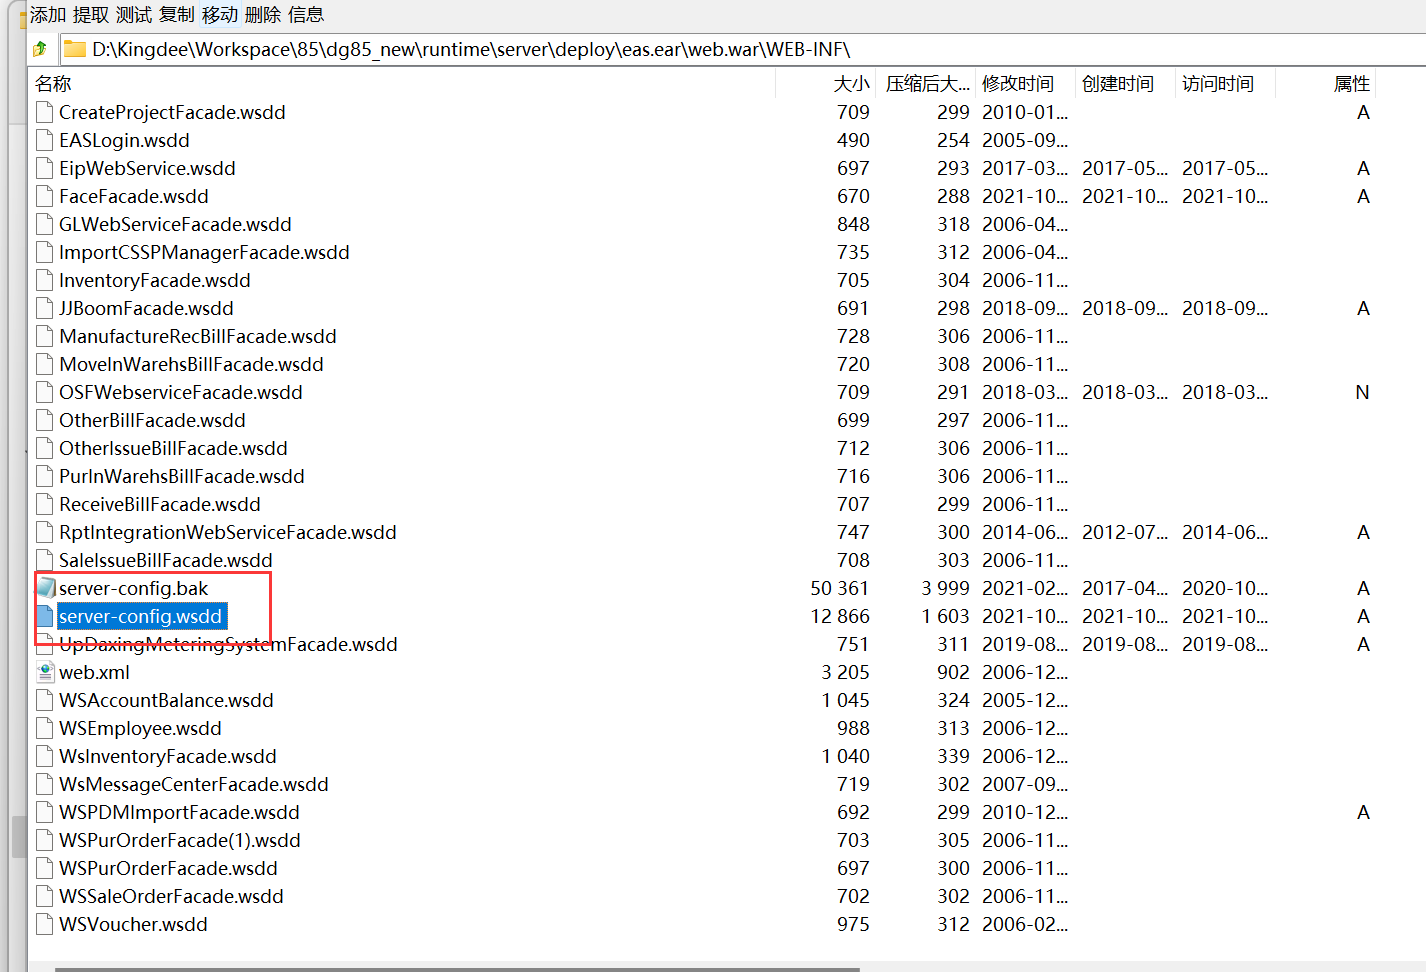 添加 提取 测试 复制 移动 删除 信息
D:\Kingdee\Workspace\85\dg85_new\runtime\server\deploy\eas.ear\web.war\WEB-INF\
名称 大小 压缩后大... 修改时间 创建时间 访问时间 属性
CreateProjectFacade.wsdd 709 299 2010-01... A
EASLogin.wsdd 490 254 2005-09...
EipWebService.wsdd 697 293 2017-03... 2017-05... 2017-05... A
FaceFacade.wsdd 670 288 2021-10... 2021-10... 2021-10... A
GLWebServiceFacade.wsdd 848 318 2006-04...
ImportCSSPManagerFacade.wsdd 735 312 2006-04...
InventoryFacade.wsdd 705 304 2006-11...
JJBoomFacade.wsdd 691 298 2018-09... 2018-09... 2018-09... A
ManufactureRecBillFacade.wsdd 728 306 2006-11...
MoveInWarehsBillFacade.wsdd 720 308 2006-11...
OSFWebserviceFacade.wsdd 709 291 2018-03... 2018-03... 2018-03... N
OtherBillFacade.wsdd 699 297 2006-11...
OtherIssueBillFacade.wsdd 712 306 2006-11...
PurInWarehsBillFacade.wsdd 716 306 2006-11...
ReceiveBillFacade.wsdd 707 299 2006-11...
RptIntegrationWebServiceFacade.wsdd 747 300 2014-06... 2012-07... 2014-06... A
SaleIssueBillFacade.wsdd 708 303 2006-11...
server-config.bak 50 361 3 999 2021-02... 2017-04... 2020-10... A
server-config.wsdd 12 866 1 603 2021-10... 2021-10... 2021-10... A
UpDaxingMeteringSystemFacade.wsdd 751 311 2019-08... 2019-08... 2019-08... A
web.xml 3 205 902 2006-12...
WSAccountBalance.wsdd 1 045 324 2005-12...
WSEmployee.wsdd 988 313 2006-12...
WsInventoryFacade.wsdd 1 040 339 2006-12...
WsMessageCenterFacade.wsdd 719 302 2007-09...
WSPDMImportFacade.wsdd 692 299 2010-12... A
WSPurOrderFacade(1).wsdd 703 305 2006-11...
WSPurOrderFacade.wsdd 697 300 2006-11...
WSSaleOrderFacade.wsdd 702 302 2006-11...
WSVoucher.wsdd 975 312 2006-02...